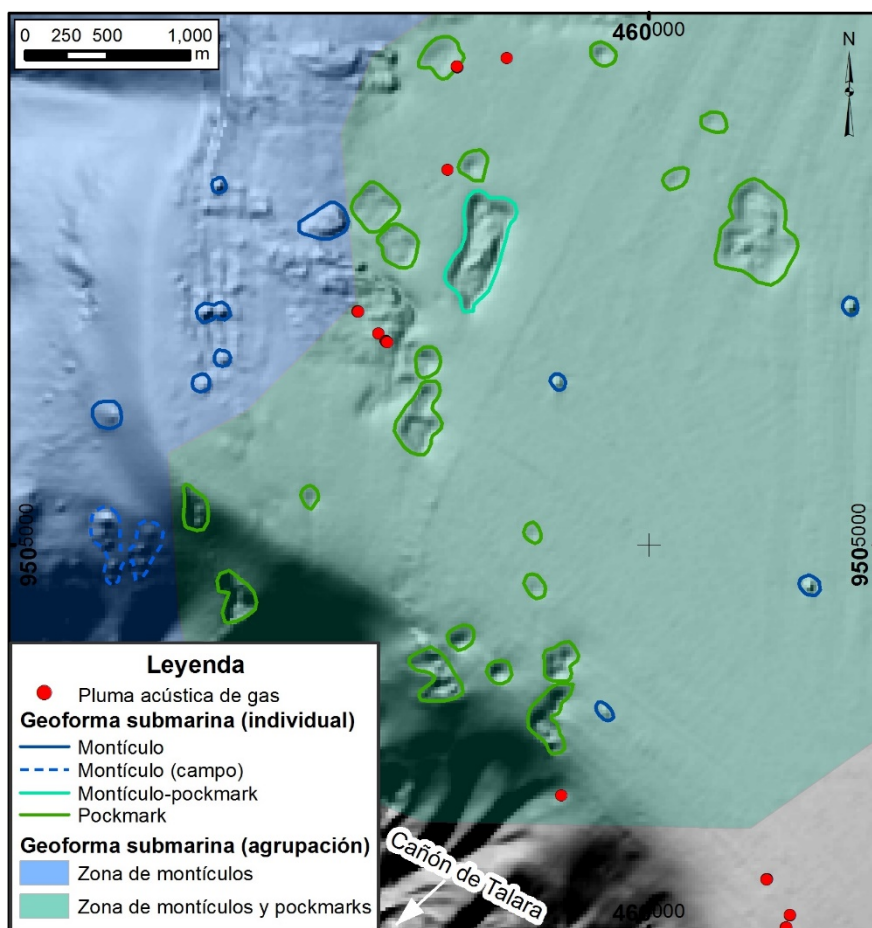 0 250 500 1,000
m
460000
N
9505000
9505000
Leyenda
Pluma acústica de gas
Geoforma submarina (individual)
Montículo
Montículo (campo)
Montículo-pockmark
Pockmark
Geoforma submarina (agrupación)
Zona de montículos
Zona de montículos y pockmarks
Cañón de Talara
460000